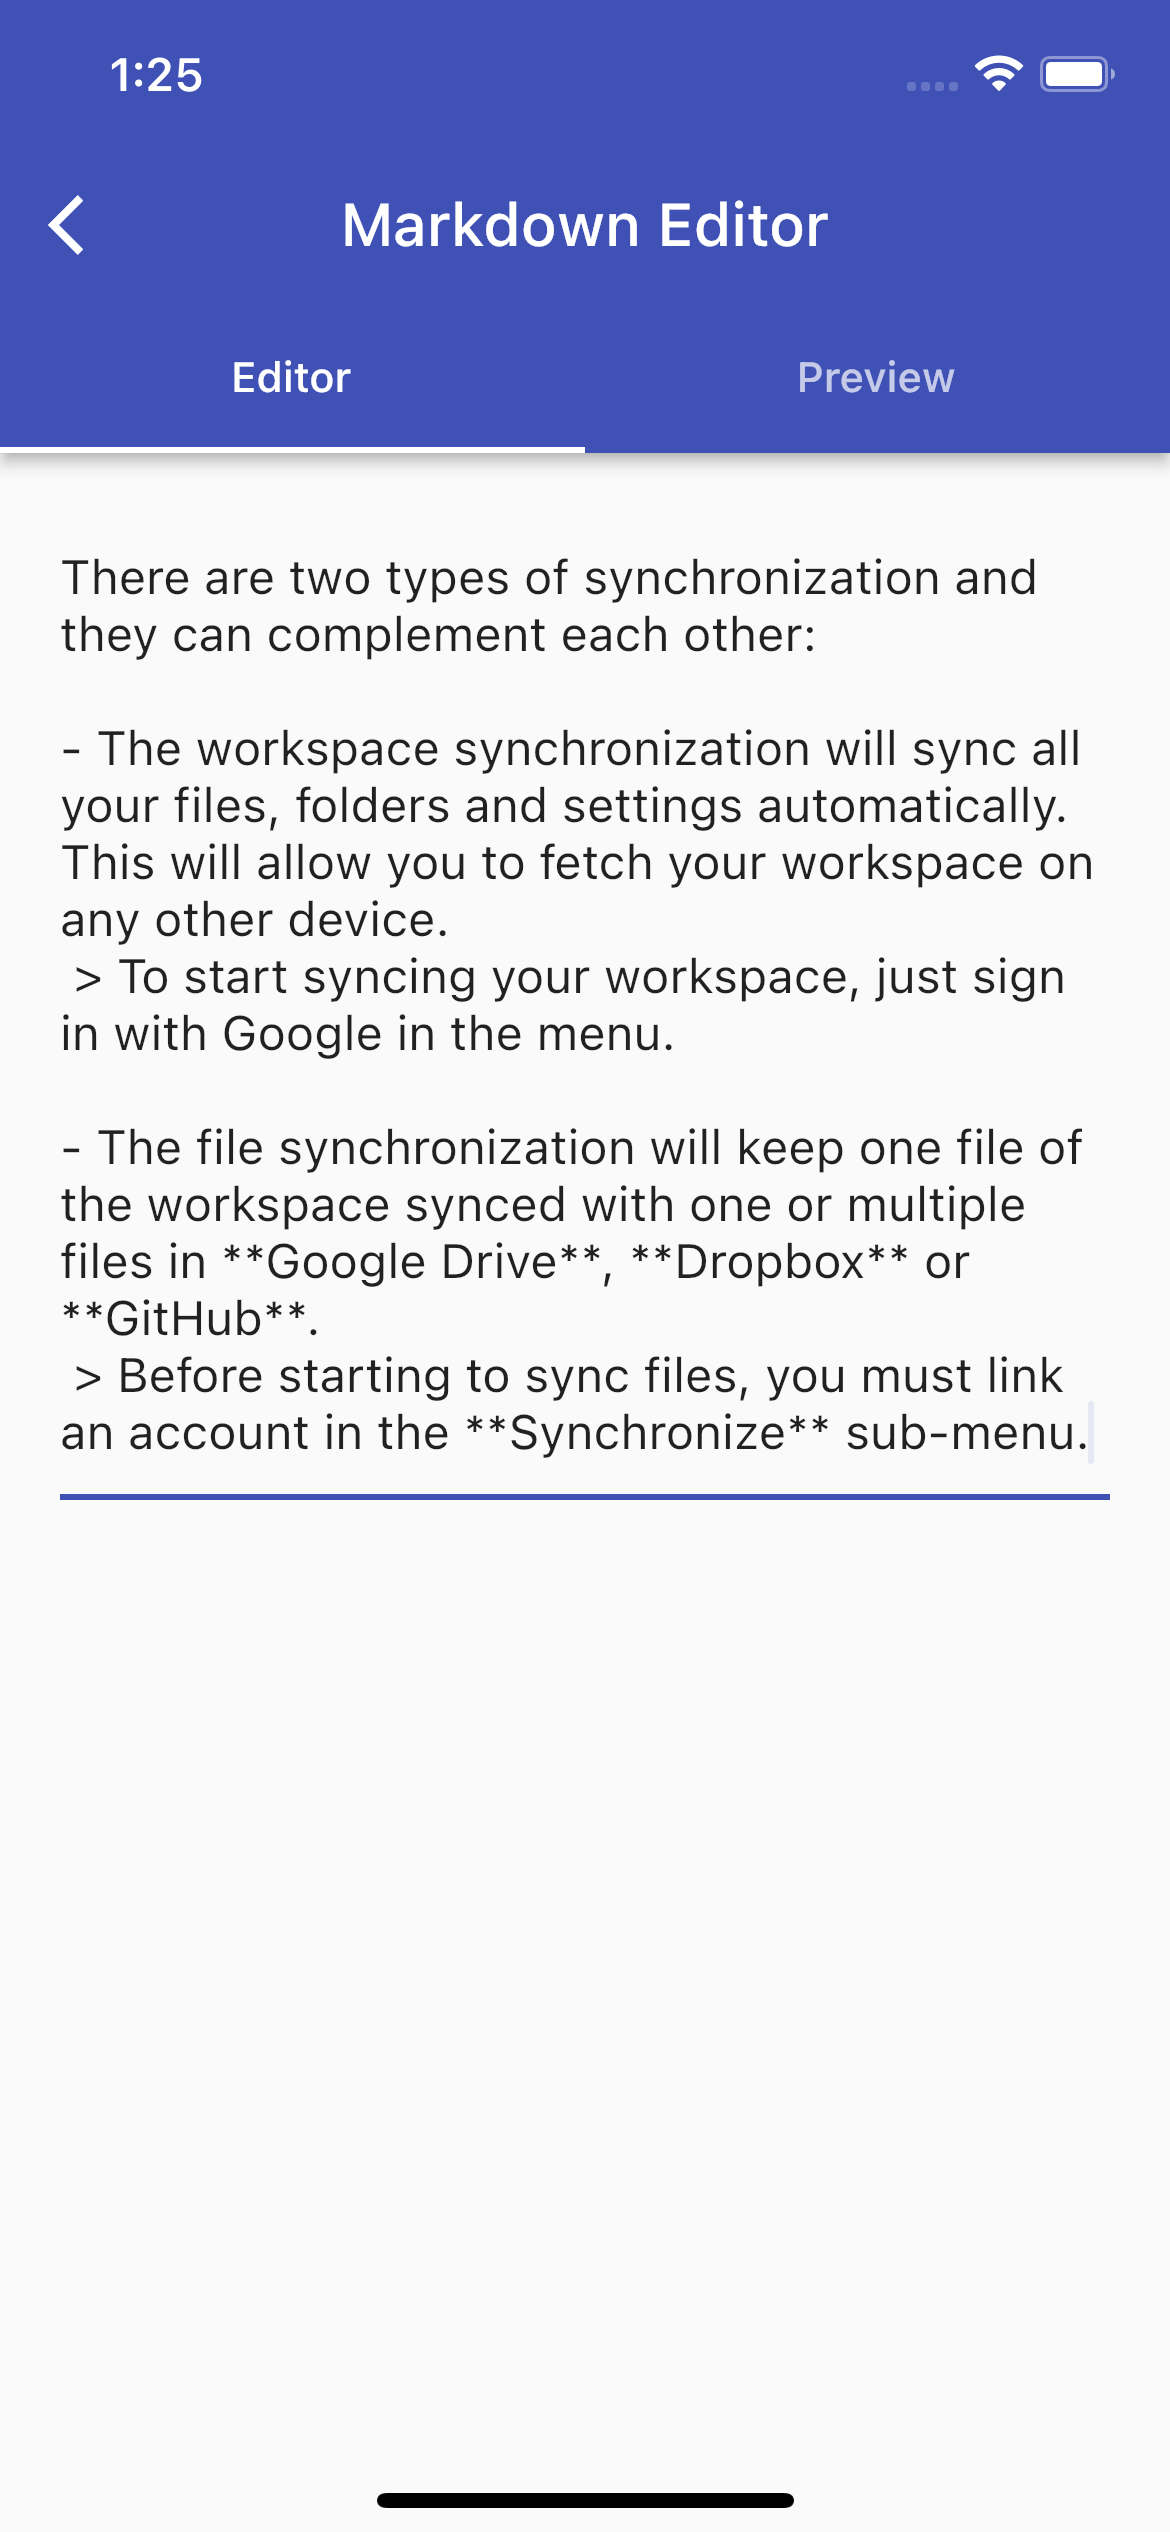 1:25
Markdown Editor
Editor
Preview
There are two types of synchronization and
they can complement each other:
- The workspace synchronization will sync all
your files, folders and settings automatically.
This will allow you to fetch your workspace on
any other device.
> To start syncing your workspace, just sign
in with Google in the menu.
- The file synchronization will keep one file of
the workspace synced with one or multiple
files in **Google Drive**, **Dropbox** or
**GitHub**.
> Before starting to sync files, you must link
an account in the **Synchronize** sub-menu.